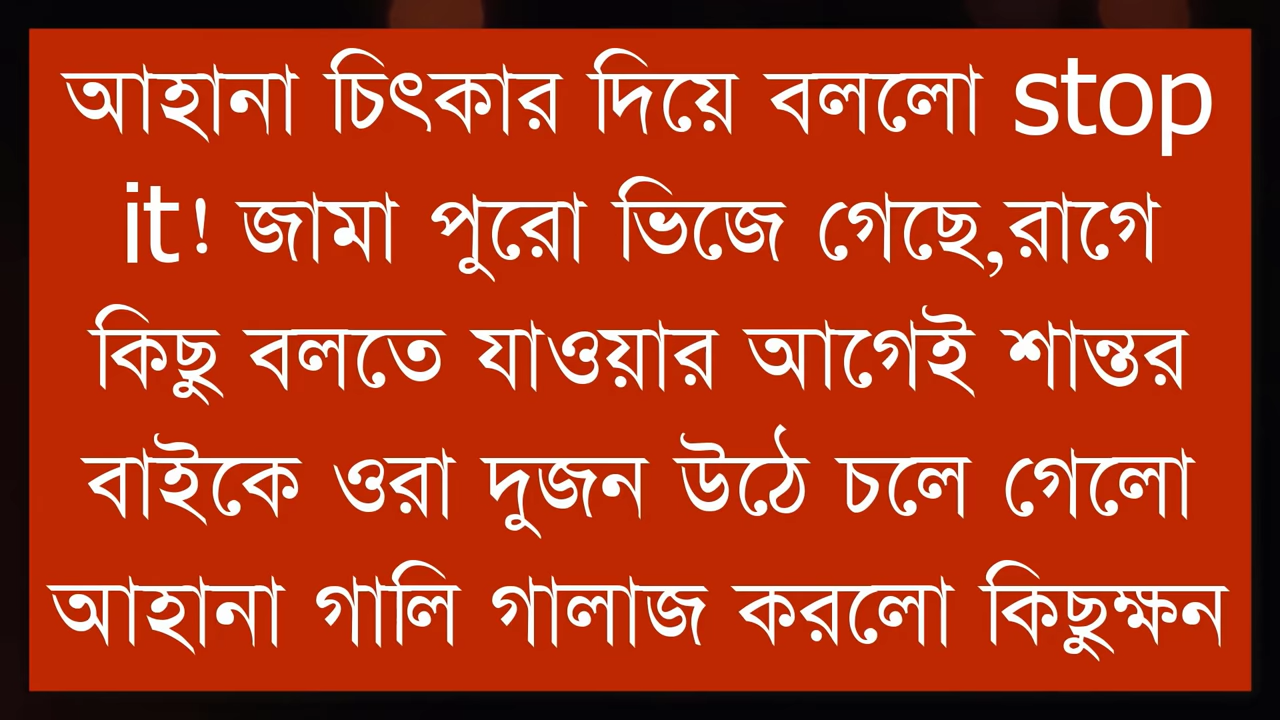 আহানা চিৎকার দিয়ে বললো stop
it! জামা পুরো ভিজে গেছে,রাগে
কিছু বলতে যাওয়ার আগেই শান্তর
বাইকে ওরা দুজন উঠে চলে গেলো
আহানা গালি গালাজ করলো কিছুক্ষন